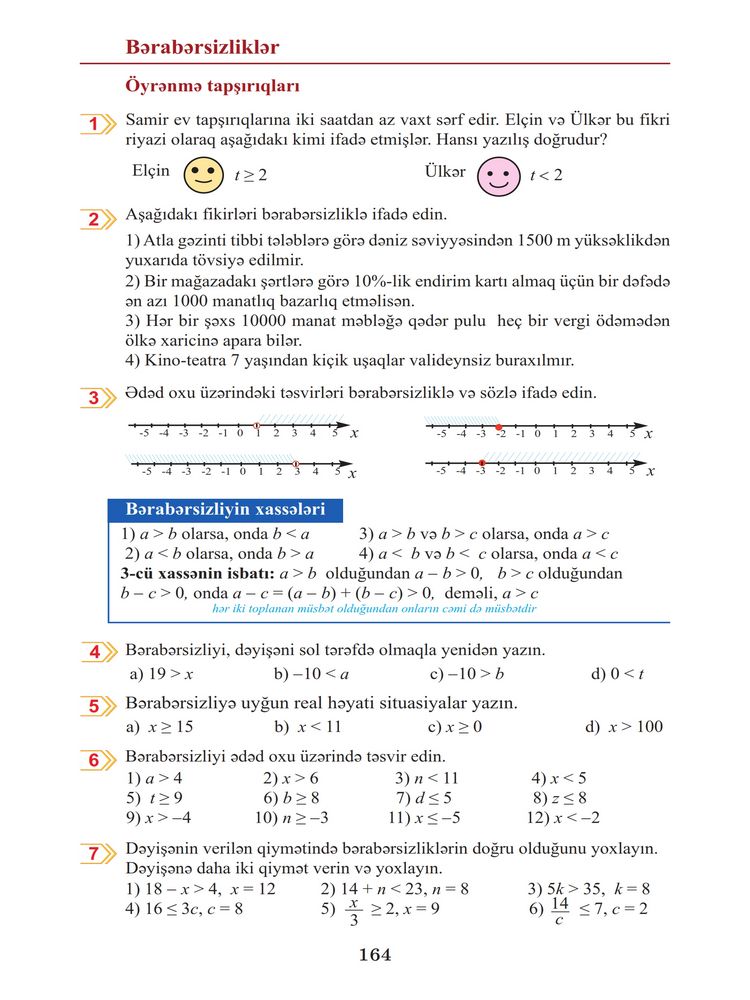 Bərabərsizliklər
Öyrənmə tapşırıqları
1 Samir ev tapşırıqlarına iki saatdan az vaxt sərf edir. Elçin və Ülkər bu fikri
riyazi olaraq aşağıdakı kimi ifadə etmişlər. Hansı yazılış doğrudur?
Elçin t ≥ 2 Ülkər t < 2
2 Aşağıdakı fikirləri bərabərsizliklə ifadə edin.
1) Atla gəzinti tibbi tələblərə görə dəniz səviyyəsindən 1500 m yüksəklikdən
yuxarıda tövsiyə edilmir.
2) Bir mağazadakı şərtlərə görə 10%-lik endirim kartı almaq üçün bir dəfədə
ən azı 1000 manatlıq bazarlıq etməlisən.
3) Hər bir şəxs 10000 manat məbləğə qədər pulu heç bir vergi ödəmədən
ölkə xaricinə apara bilər.
4) Kino-teatra 7 yaşından kiçik uşaqlar valideynsiz buraxılmır.
3 Ədəd oxu üzərindəki təsvirləri bərabərsizliklə və sözlə ifadə edin.
-5 -4 -3 -2 -1 0 1 2 3 4 5 x -5 -4 -3 -2 -1 0 1 2 3 4 5 x
-5 -4 -3 -2 -1 0 1 2 3 4 5 x -5 -4 -3 -2 -1 0 1 2 3 4 5 x
Bərabərsizliyin xassələri
1) a > b olarsa, onda b < a 3) a > b və b > c olarsa, onda a > c
2) a < b olarsa, onda b > a 4) a < b və b < c olarsa, onda a < c
3-cü xassənin isbatı: a > b olduğundan a – b > 0, b > c olduğundan
b – c > 0, onda a – c = (a – b) + (b – c) > 0, deməli, a > c
hər iki toplanan müsbət olduğundan onların cəmi də müsbətdir
4 Bərabərsizliyi, dəyişəni sol tərəfdə olmaqla yenidən yazın.
a) 19 > x b) –10 < a c) –10 > b d) 0 < t
5 Bərabərsizliyə uyğun real həyati situasiyalar yazın.
a) x ≥ 15 b) x < 11 c) x ≥ 0 d) x > 100
6 Bərabərsizliyi ədəd oxu üzərində təsvir edin.
1) a > 4 2) x > 6 3) n < 11 4) x < 5
5) t ≥ 9 6) b ≥ 8 7) d ≤ 5 8) z ≤ 8
9) x > –4 10) n ≥ –3 11) x ≤ –5 12) x < –2
7 Dəyişənin verilən qiymətində bərabərsizliklərin doğru olduğunu yoxlayın.
Dəyişənə daha iki qiymət verin və yoxlayın.
1) 18 – x > 4, x = 12 2) 14 + n < 23, n = 8 3) 5k > 35, k = 8
4) 16 ≤ 3c, c = 8 5) x/3 ≥ 2, x = 9 6) 14/c ≤ 7, c = 2
164